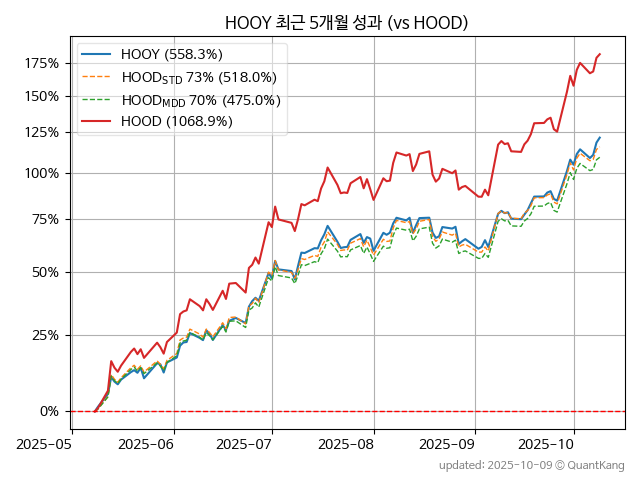 HOOY 최근 5개월 성과 (vs HOOD)
HOOY (558.3%)
HOOD_STD 73% (518.0%)
HOOD_MDD 70% (475.0%)
HOOD (1068.9%)
175%
150%
125%
100%
75%
50%
25%
0%
2025-05 2025-06 2025-07 2025-08 2025-09 2025-10
updated: 2025-10-09 © QuantKang